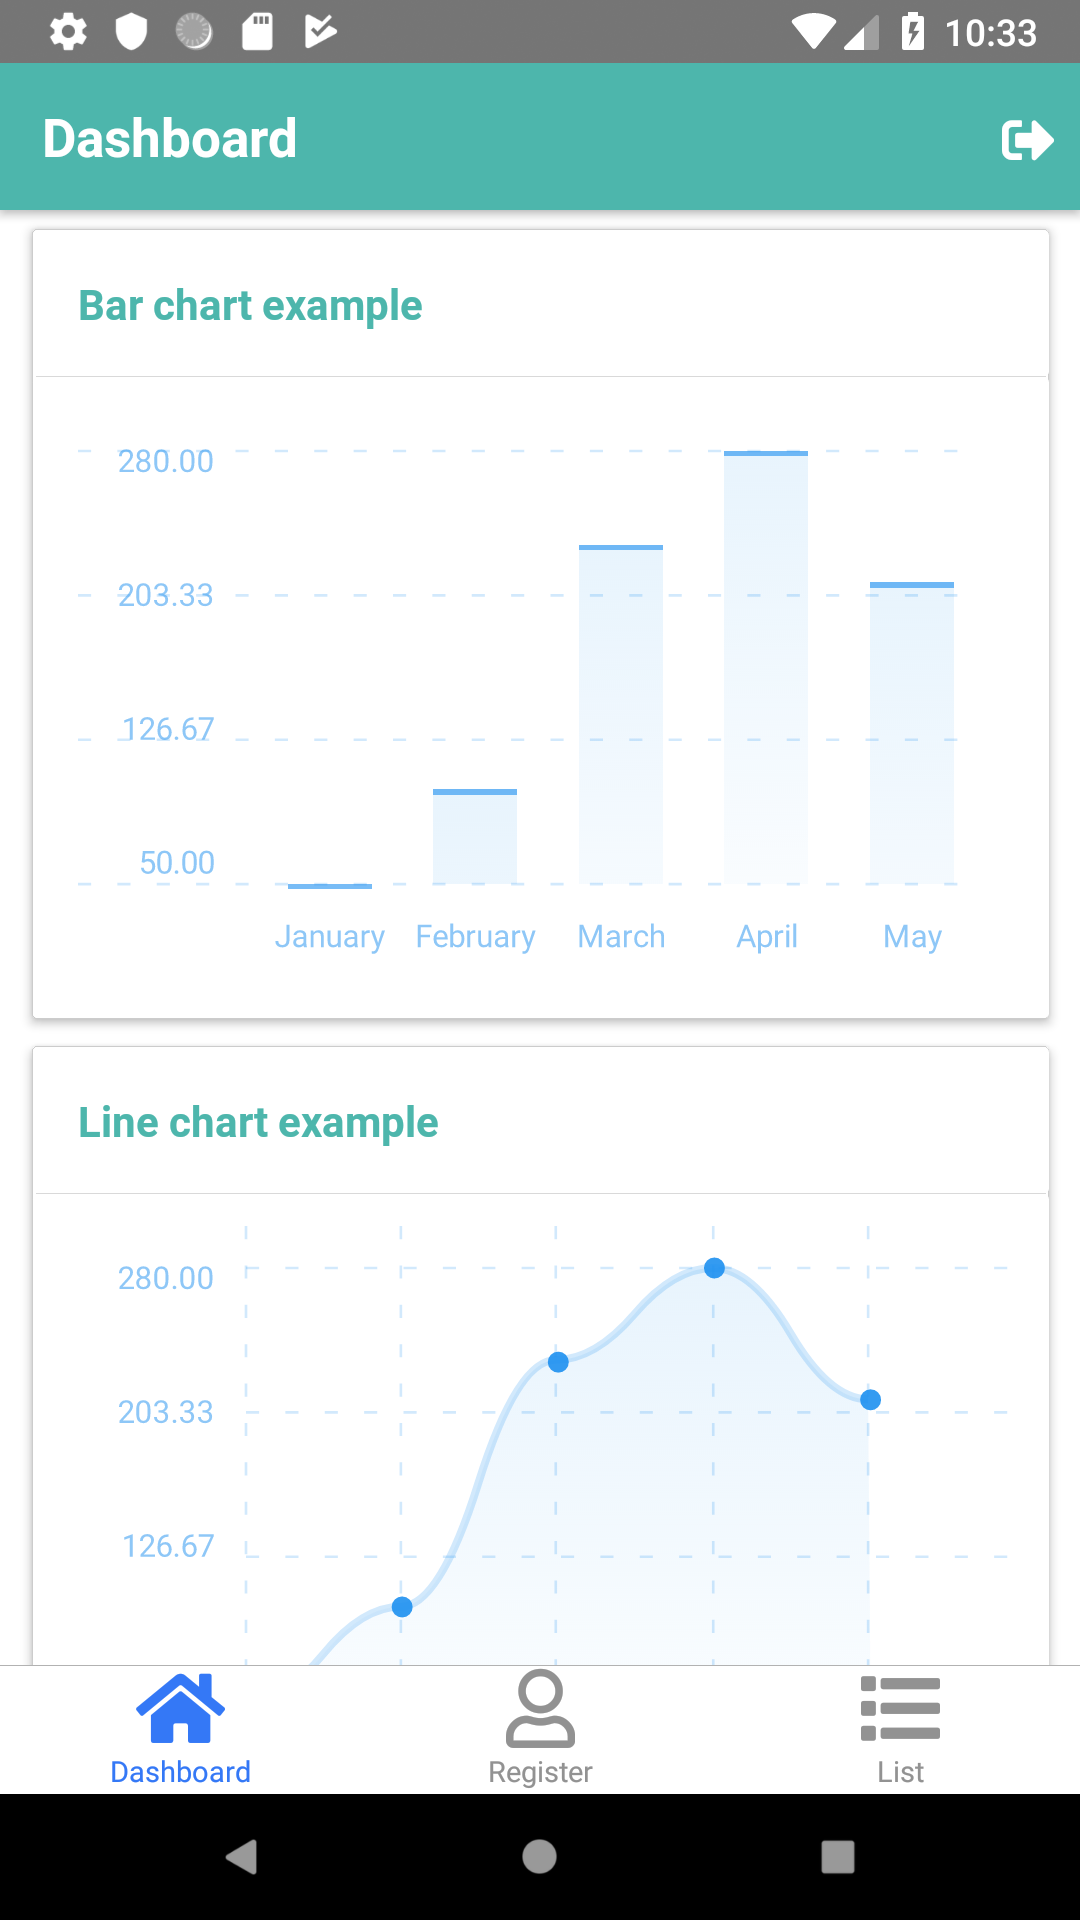 10:33
Dashboard
Bar chart example
280.00
203.33
126.67
50.00
January February March April May
Line chart example
280.00
203.33
126.67
Dashboard Register List